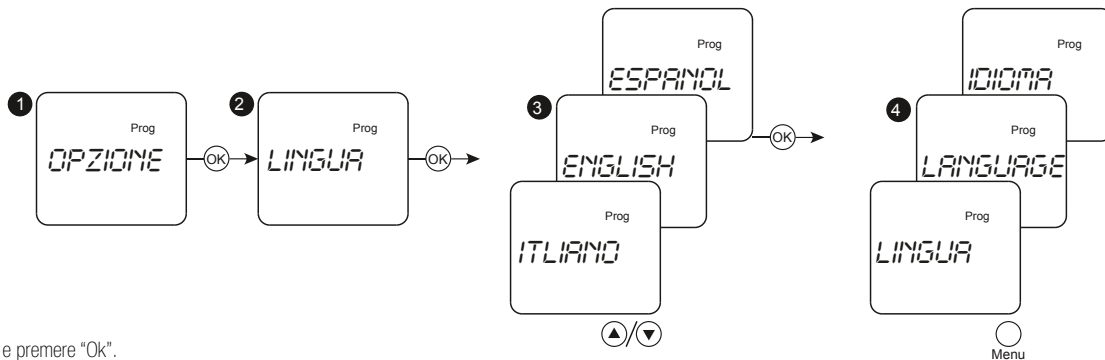 1
Prog
OPZIONE
OK
2
Prog
LINGUA
OK
3
Prog
ESPANOL
Prog
ENGLISH
Prog
ITLIANO
OK
4
Prog
IDIOMA
Prog
LANGUAGE
Prog
LINGUA
Menu
e premere “Ok”.